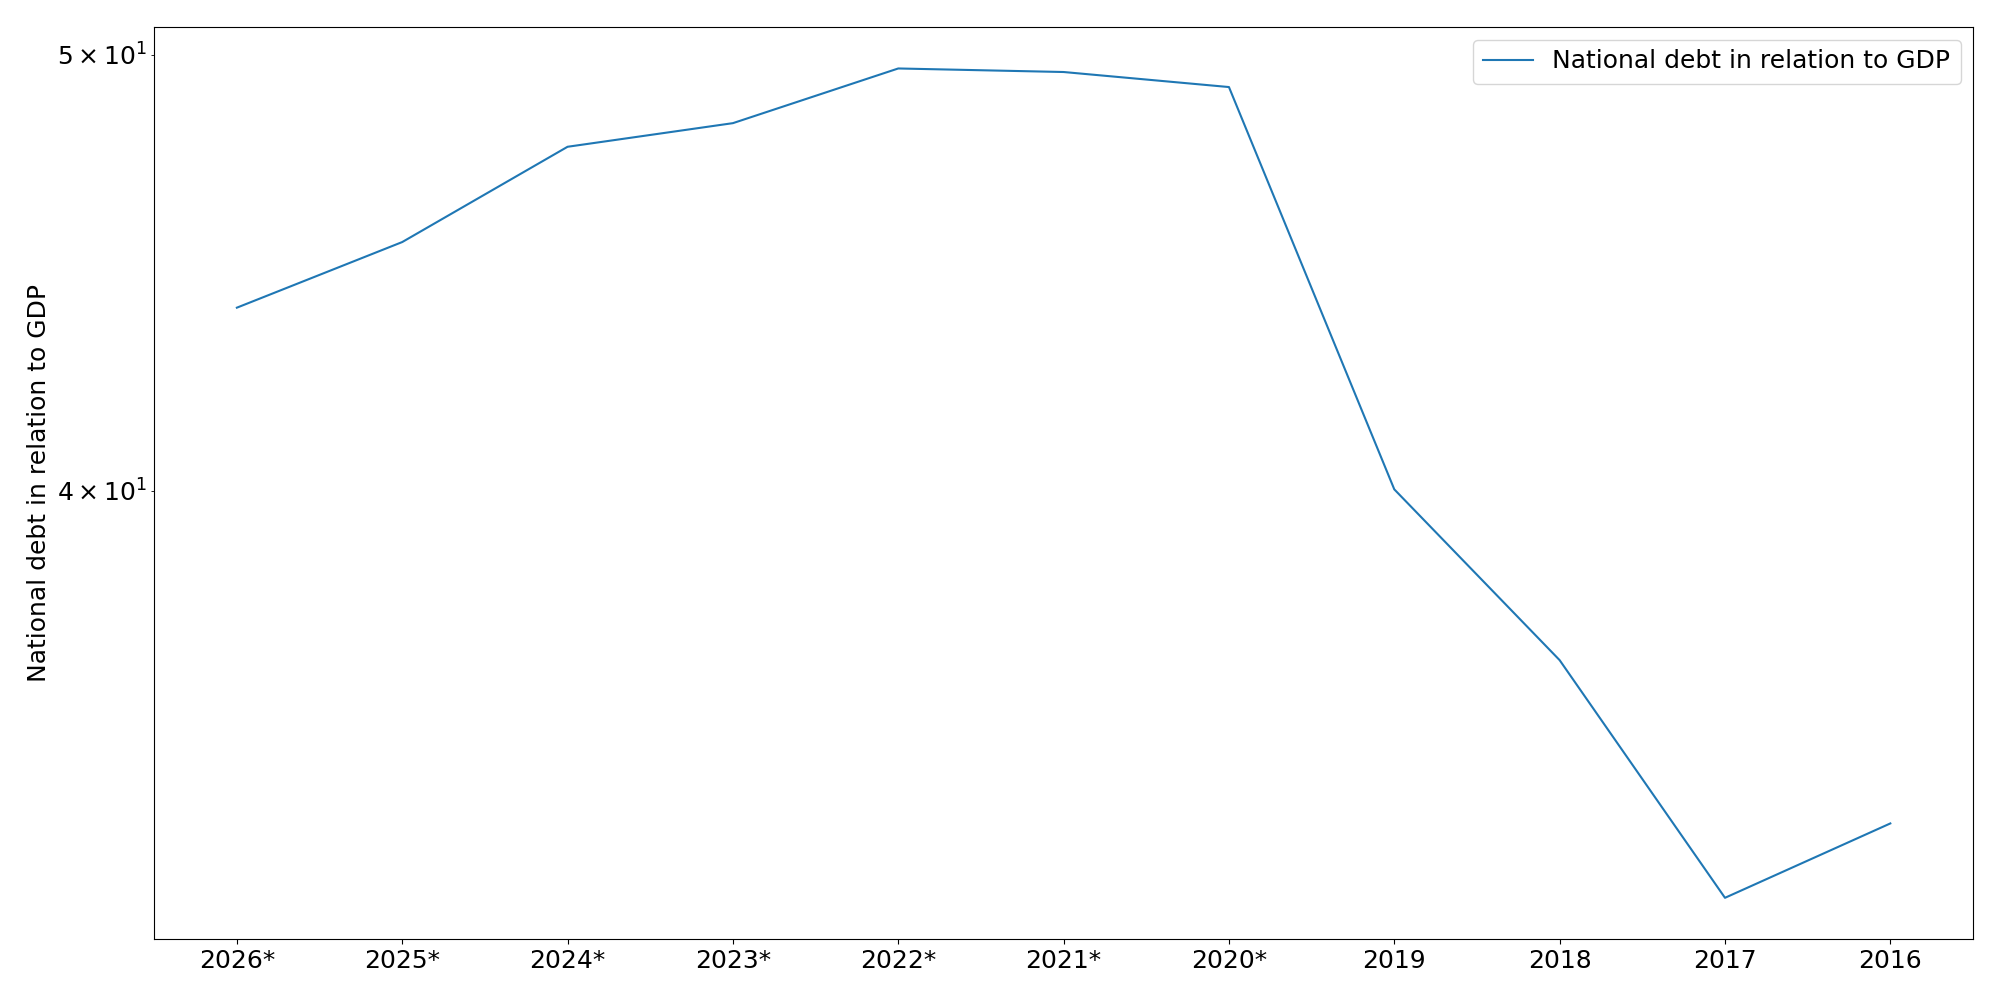 National debt in relation to GDP
5 × 10¹
4 × 10¹
National debt in relation to GDP
2026* 2025* 2024* 2023* 2022* 2021* 2020* 2019 2018 2017 2016